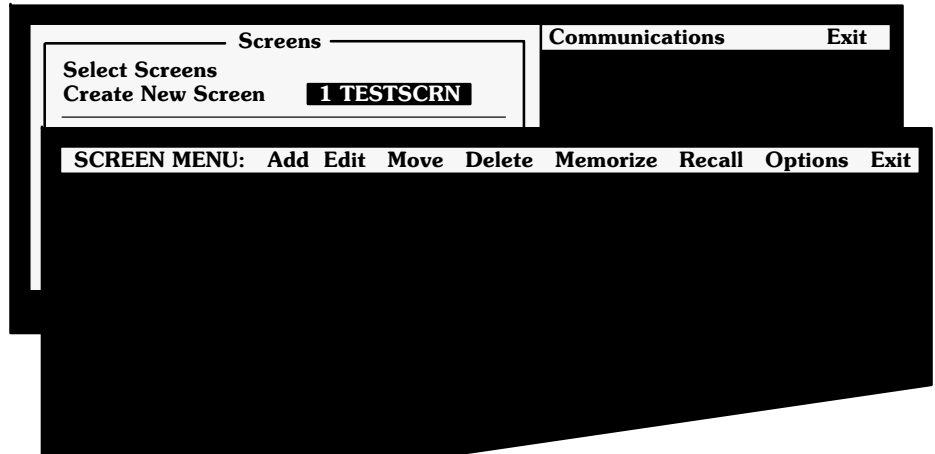 Screens
Communications Exit
Select Screens
Create New Screen 1 TESTSCRN
SCREEN MENU: Add Edit Move Delete Memorize Recall Options Exit